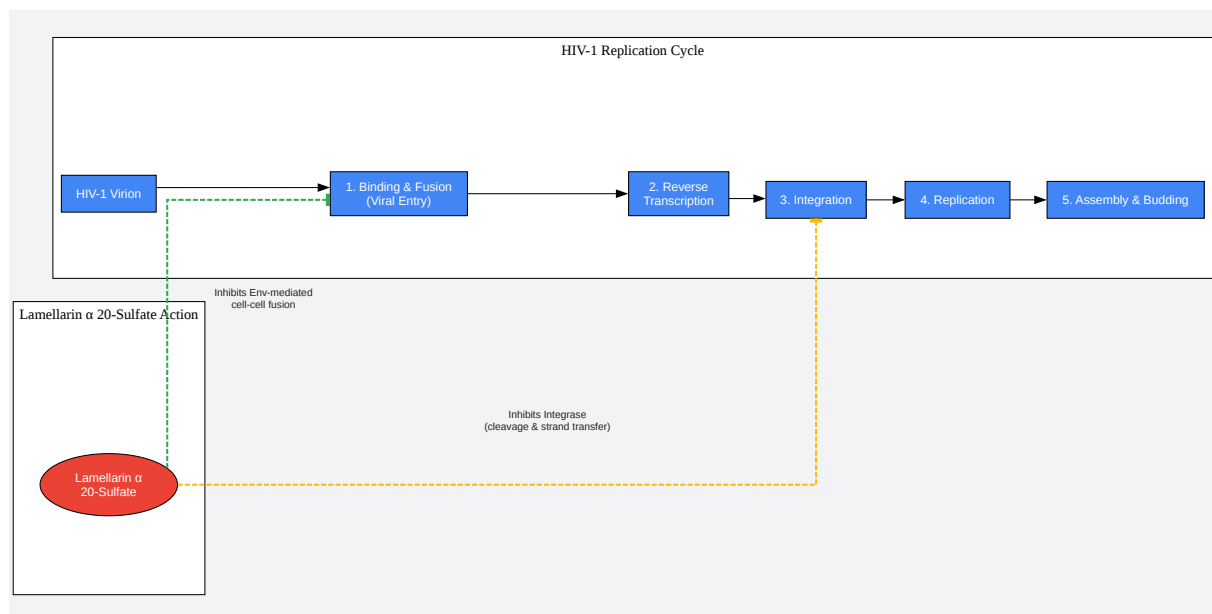 HIV-1 Replication Cycle
HIV-1 Virion
1. Binding & Fusion
(Viral Entry)
2. Reverse
Transcription
3. Integration
4. Replication
5. Assembly & Budding
Inhibits Env-mediated
cell-cell fusion
Lamellarin α 20-Sulfate Action
Inhibits Integrase
(cleavage & strand transfer)
Lamellarin α
20-Sulfate